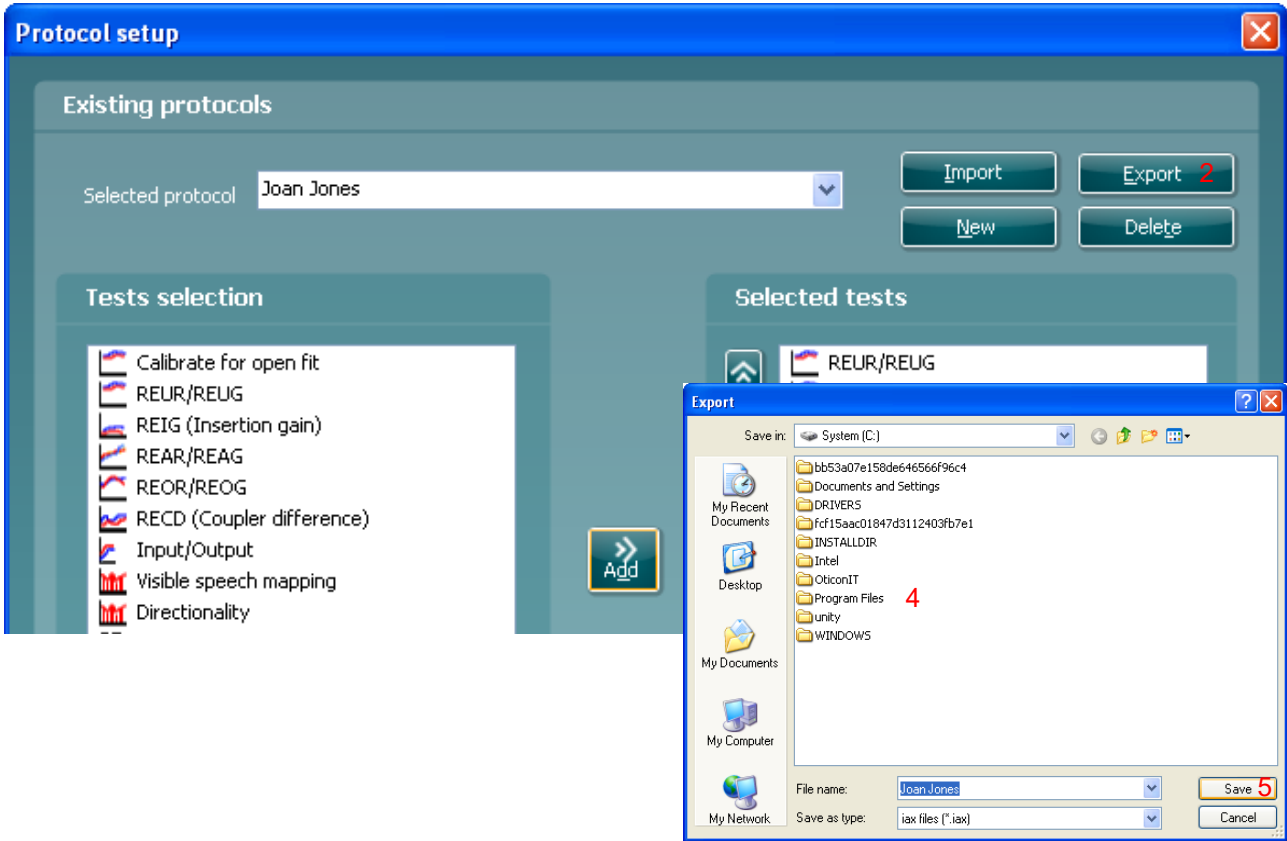 Protocol setup
Existing protocols
Selected protocol Joan Jones
Import Export 2
New Delete
Tests selection
Calibrate for open fit
REUR/REUG
REIG (Insertion gain)
REAR/REAG
REOR/REOG
RECD (Coupler difference)
Input/Output
Visible speech mapping
Directionality
Add
Selected tests
REUR/REUG
Export
Save in: System (C:)
My Recent
Documents
Desktop
My Documents
My Computer
My Network
bb53a07e158de646566f96c4
Documents and Settings
DRIVERS
fcf15aac01847d3112403fb7e1
INSTALLDIR
Intel
OticonIT
Program Files 4
unity
WINDOWS
File name: Joan Jones Save 5
Save as type: iax files (*.iax) Cancel